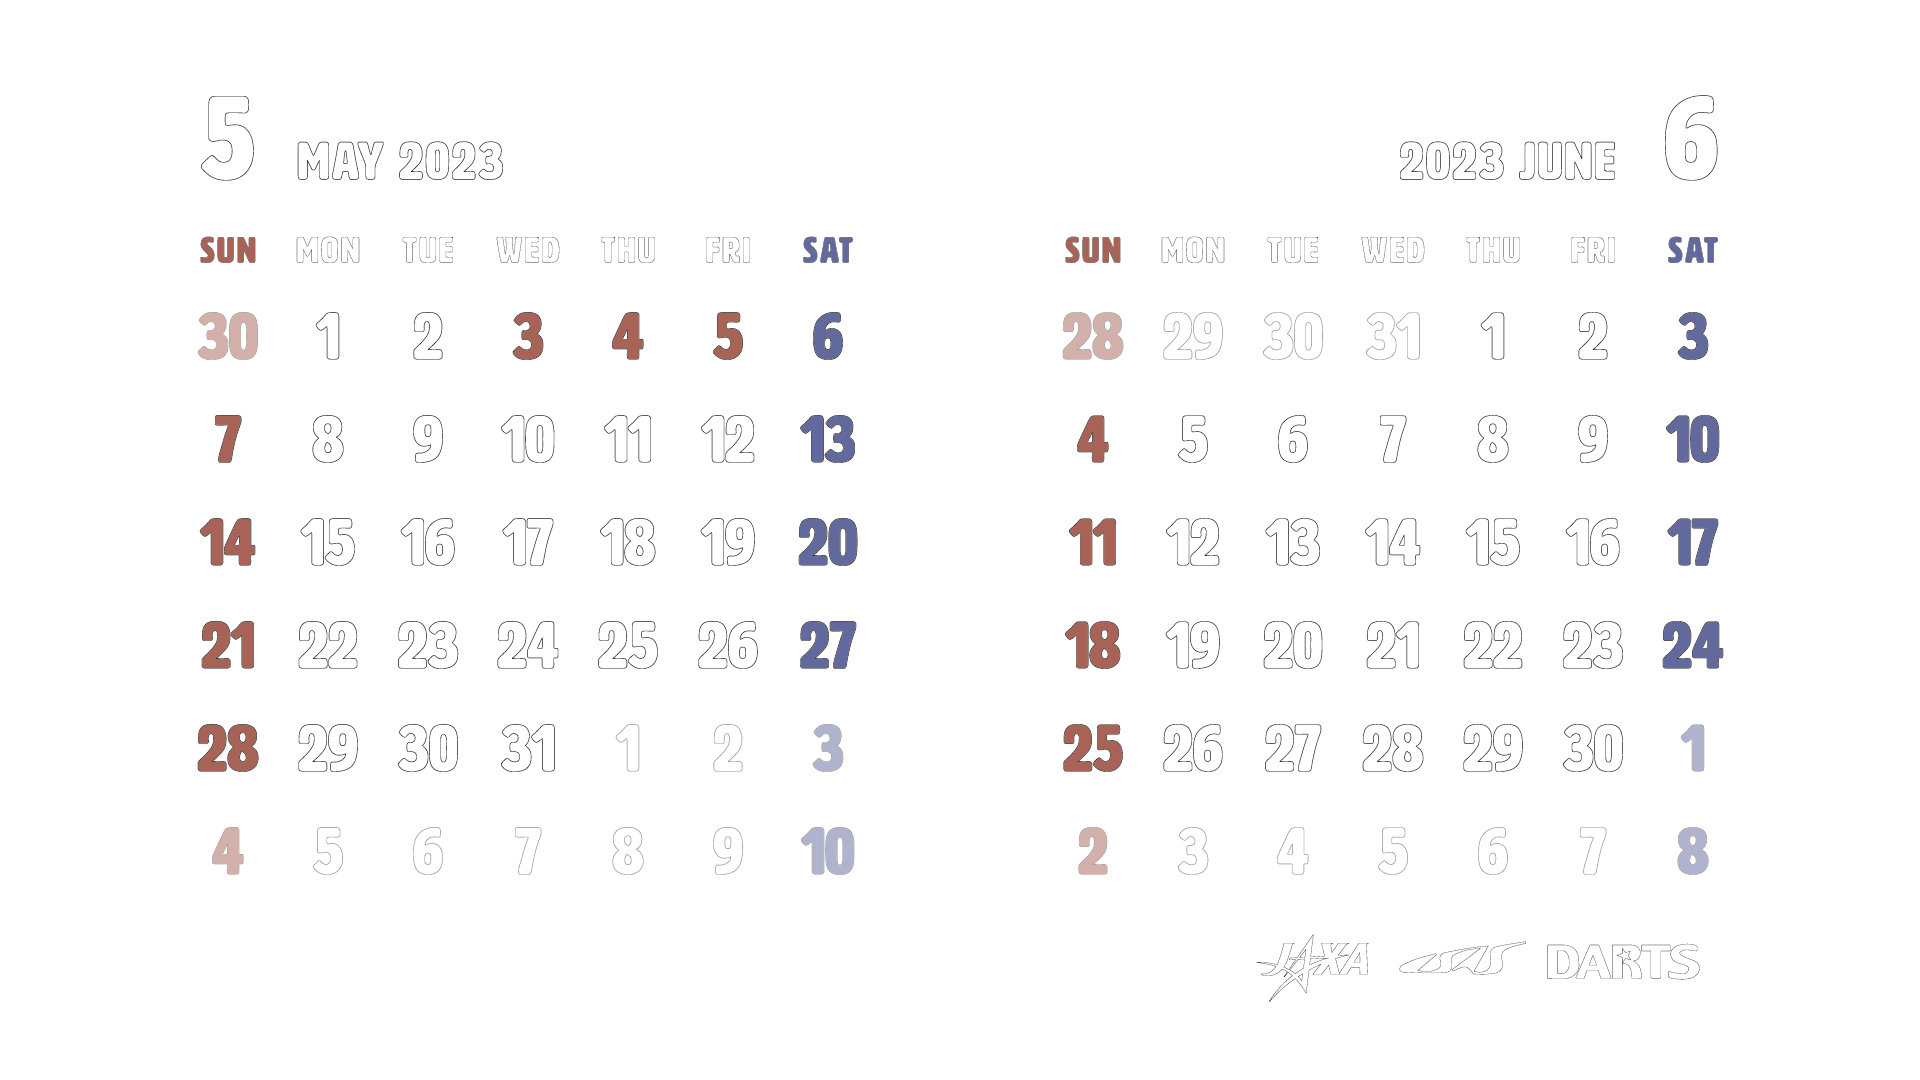 5 MAY 2023
SUN MON TUE WED THU FRI SAT
30 1 2 3 4 5 6
7 8 9 10 11 12 13
14 15 16 17 18 19 20
21 22 23 24 25 26 27
28 29 30 31 1 2 3
4 5 6 7 8 9 10
2023 JUNE 6
SUN MON TUE WED THU FRI SAT
28 29 30 31 1 2 3
4 5 6 7 8 9 10
11 12 13 14 15 16 17
18 19 20 21 22 23 24
25 26 27 28 29 30 1
2 3 4 5 6 7 8
JAXA ISAS DARTS